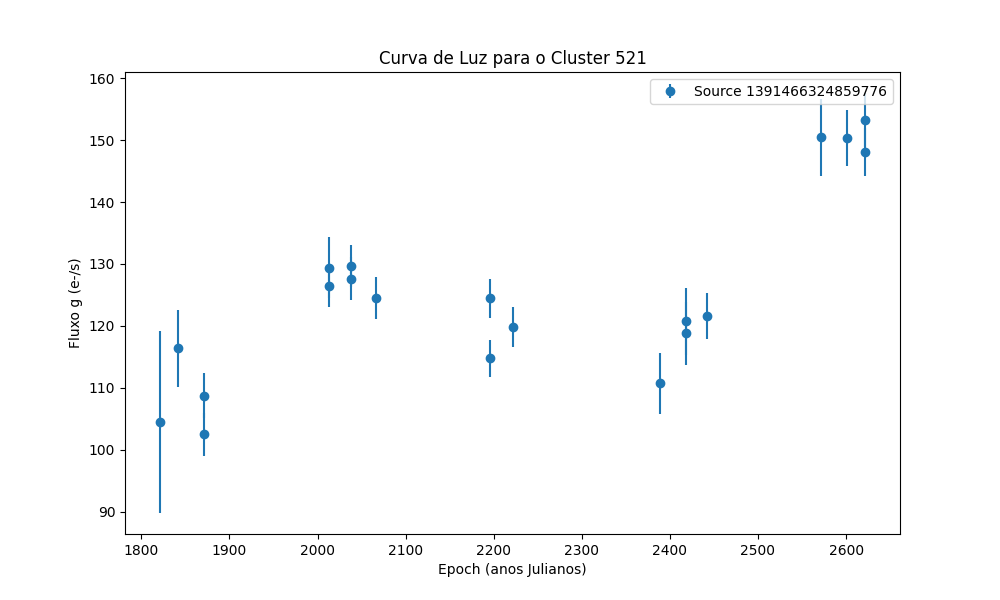 Curva de Luz para o Cluster 521
Source 1391466324859776
Fluxo g (e-/s)
160
150
140
130
120
110
100
90
1800 1900 2000 2100 2200 2300 2400 2500 2600
Epoch (anos Julianos)